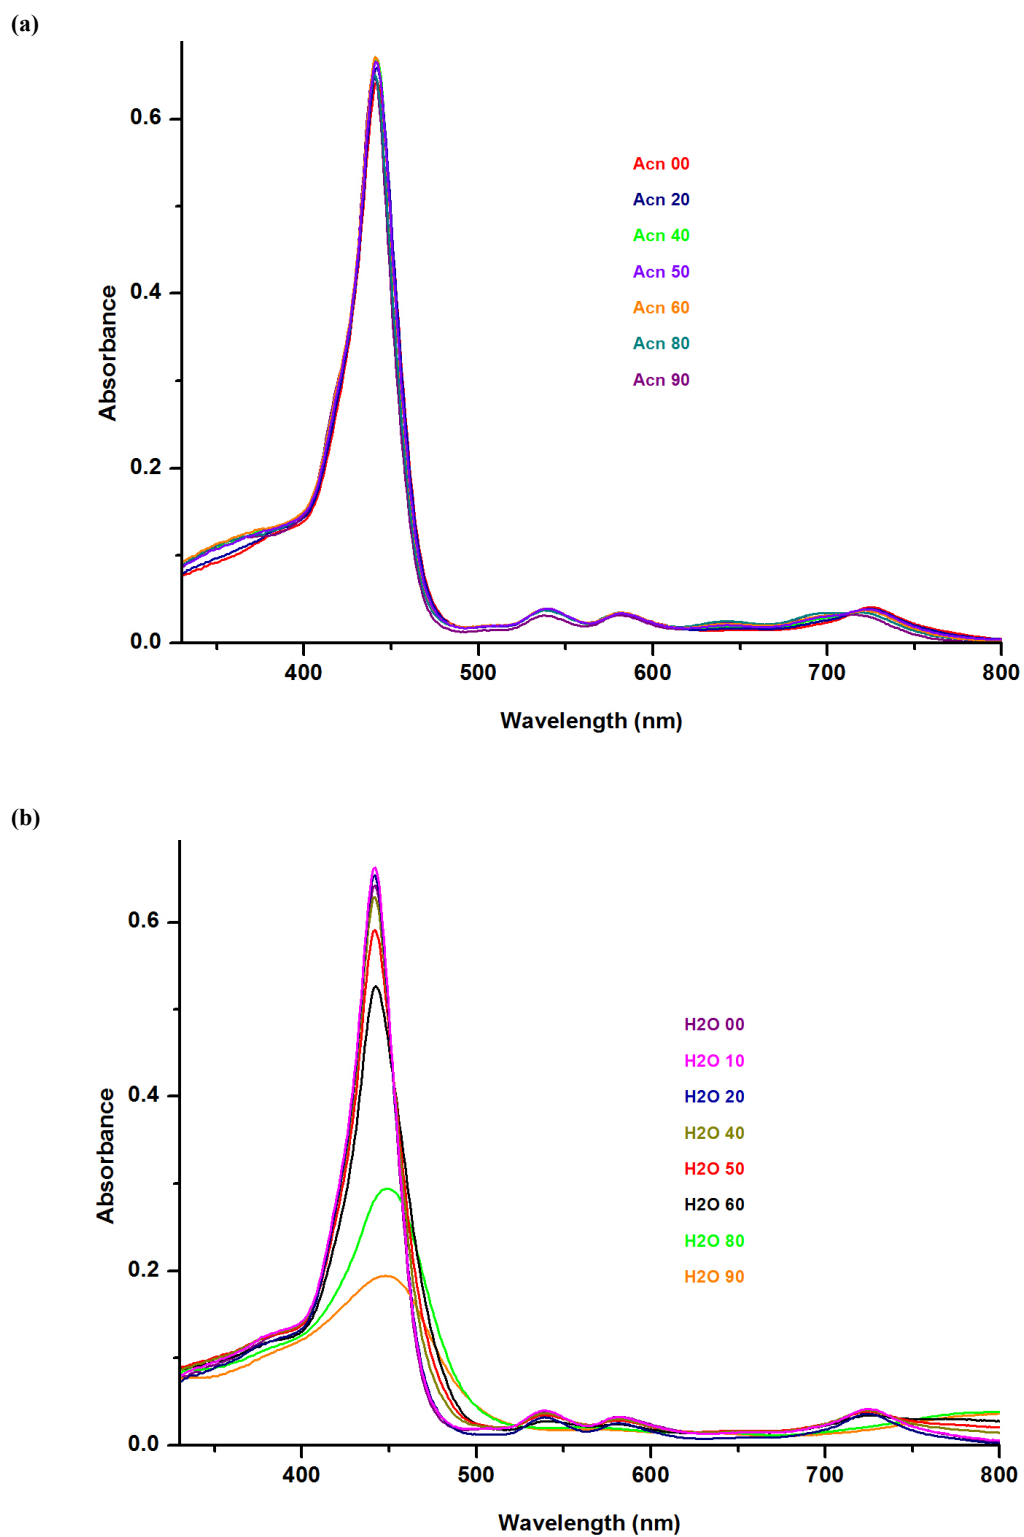 (a)
0.6
0.4
0.2
0.0
Absorbance
Acn 00
Acn 20
Acn 40
Acn 50
Acn 60
Acn 80
Acn 90
400 500 600 700 800
Wavelength (nm)
(b)
0.6
0.4
0.2
0.0
Absorbance
H2O 00
H2O 10
H2O 20
H2O 40
H2O 50
H2O 60
H2O 80
H2O 90
400 500 600 700 800
Wavelength (nm)